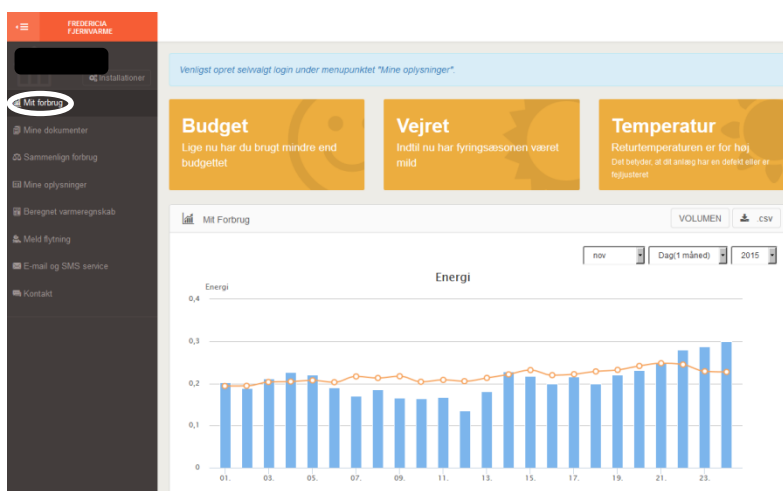 FREDERICIA
FJERNVARME
Installationer
Mit forbrug
Mine dokumenter
Sammenlign forbrug
Mine oplysninger
Beregnet varmeregnskab
Meld flytning
E-mail og SMS service
Kontakt
Venligst opret selvvalgt login under menupunktet "Mine oplysninger".
Budget
Lige nu har du brugt mindre end
budgettet
Vejret
Indtil nu har fyringsæsonen været
mild
Temperatur
Returtemperaturen er for høj
Det betyder, at dit anlæg har en defekt eller er
fejljusteret
Mit Forbrug
VOLUMEN .csv
nov Dag(1 måned) 2015
Energi
Energi
0,4
0,3
0,2
0,1
0
01. 03. 05. 07. 09. 11. 13. 15. 17. 19. 21. 23.